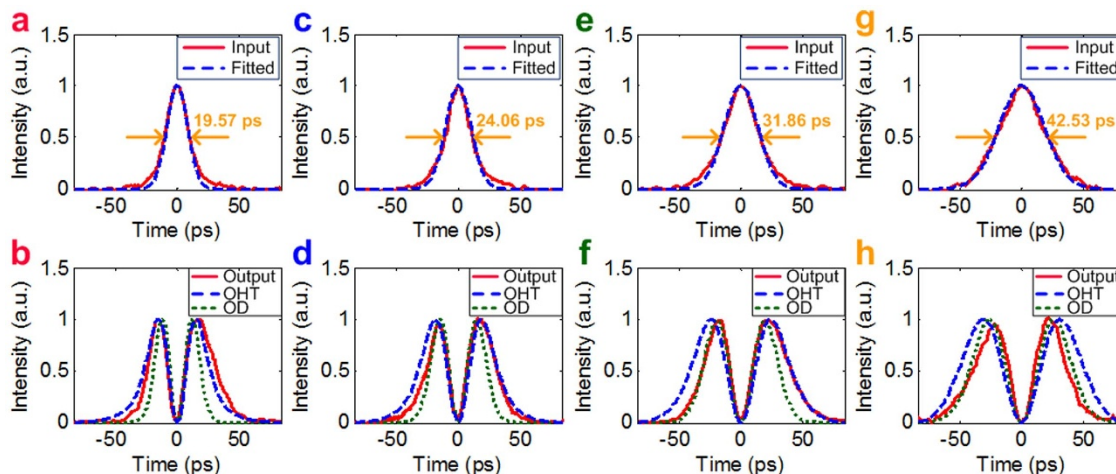 a
1.5
1
0.5
0
Intensity (a.u.)
Input
Fitted
19.57 ps
-50 0 50
Time (ps)
c
1.5
1
0.5
0
Intensity (a.u.)
Input
Fitted
24.06 ps
-50 0 50
Time (ps)
e
1.5
1
0.5
0
Intensity (a.u.)
Input
Fitted
31.86 ps
-50 0 50
Time (ps)
g
1.5
1
0.5
0
Intensity (a.u.)
Input
Fitted
42.53 ps
-50 0 50
Time (ps)
b
1.5
1
0.5
0
Intensity (a.u.)
Output
OHT
OD
-50 0 50
Time (ps)
d
1.5
1
0.5
0
Intensity (a.u.)
Output
OHT
OD
-50 0 50
Time (ps)
f
1.5
1
0.5
0
Intensity (a.u.)
Output
OHT
OD
-50 0 50
Time (ps)
h
1.5
1
0.5
0
Intensity (a.u.)
Output
OHT
OD
-50 0 50
Time (ps)